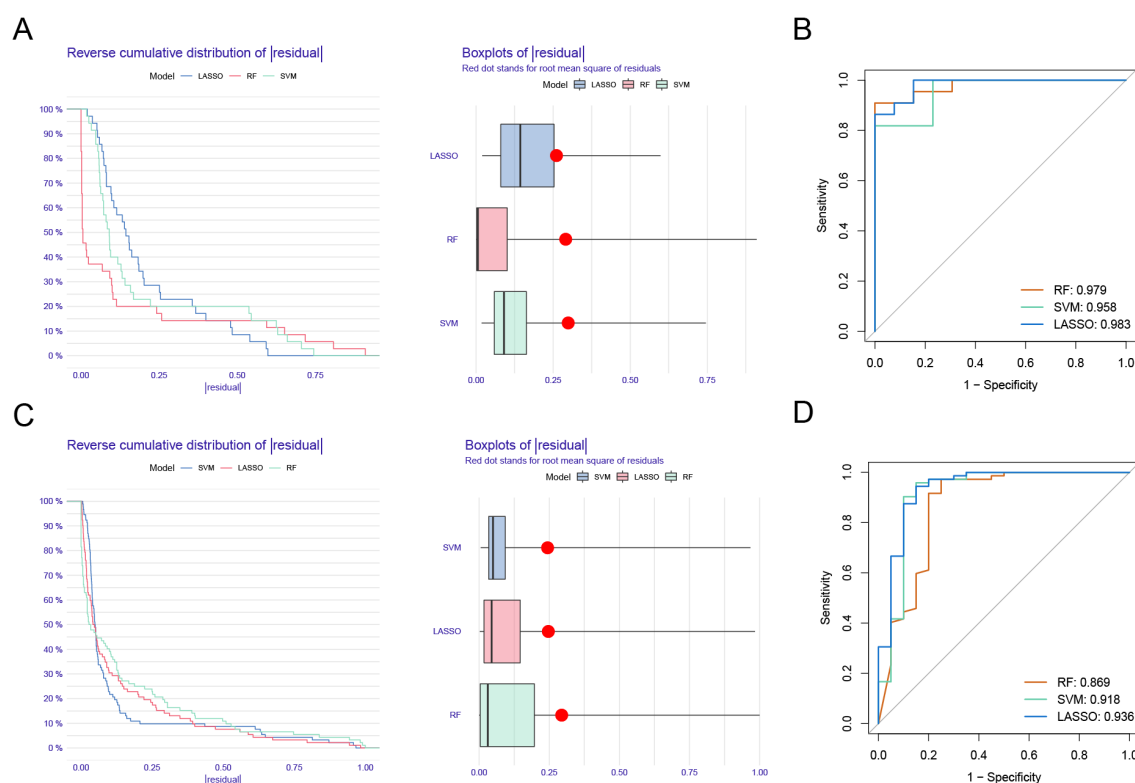 A
Reverse cumulative distribution of |residual|
Model LASSO RF SVM
100 %
90 %
80 %
70 %
60 %
50 %
40 %
30 %
20 %
10 %
0 %
0.00 0.25 0.50 0.75
|residual|
Boxplots of |residual|
Red dot stands for root mean square of residuals
Model LASSO RF SVM
LASSO
RF
SVM
0.00 0.25 0.50 0.75
B
Sensitivity
1.0
0.8
0.6
0.4
0.2
0.0
RF: 0.979
SVM: 0.958
LASSO: 0.983
0.0 0.2 0.4 0.6 0.8 1.0
1 − Specificity
C
Reverse cumulative distribution of |residual|
Model SVM LASSO RF
100 %
90 %
80 %
70 %
60 %
50 %
40 %
30 %
20 %
10 %
0 %
0.00 0.25 0.50 0.75 1.00
|residual|
Boxplots of |residual|
Red dot stands for root mean square of residuals
Model SVM LASSO RF
SVM
LASSO
RF
0.00 0.25 0.50 0.75 1.00
D
Sensitivity
1.0
0.8
0.6
0.4
0.2
0.0
RF: 0.869
SVM: 0.918
LASSO: 0.936
0.0 0.2 0.4 0.6 0.8 1.0
1 − Specificity